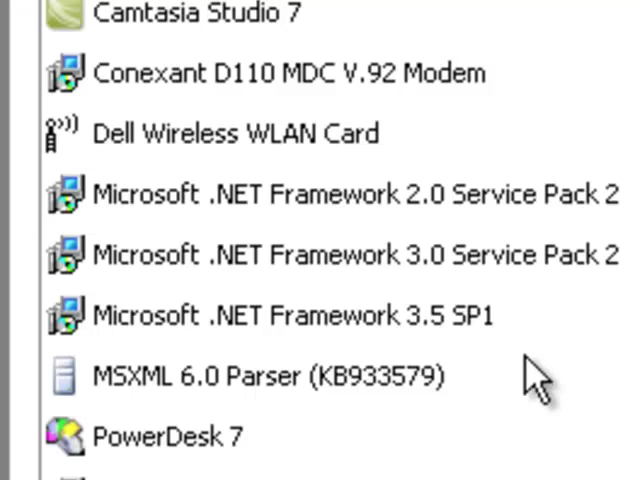 Camtasia Studio 7
Conexant D110 MDC V.92 Modem
Dell Wireless WLAN Card
Microsoft .NET Framework 2.0 Service Pack 2
Microsoft .NET Framework 3.0 Service Pack 2
Microsoft .NET Framework 3.5 SP1
MSXML 6.0 Parser (KB933579)
PowerDesk 7